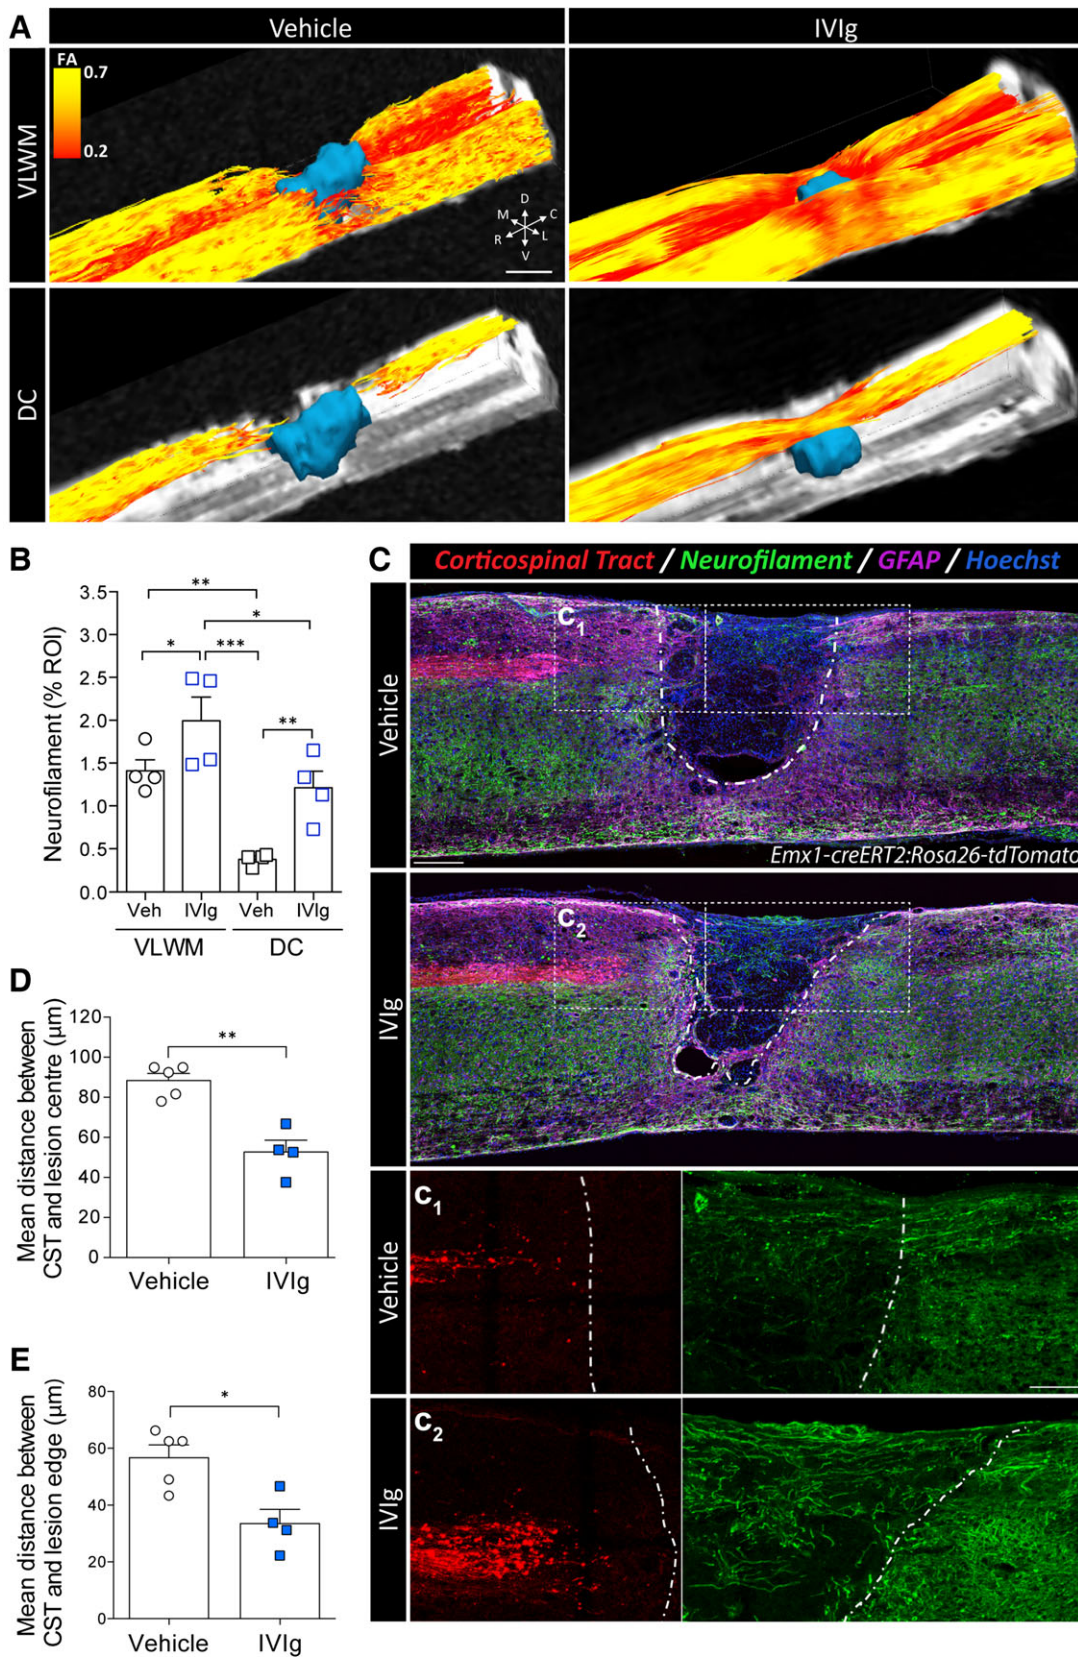 A
Vehicle
IVIg
VLWM
FA
0.7
0.2
D
M
C
R
L
V
DC
B
Neurofilament (% ROI)
3.5
3.0
2.5
2.0
1.5
1.0
0.5
0.0
**
*
*
***
**
Veh IVIg Veh IVIg
VLWM DC
C
Corticospinal Tract / Neurofilament / GFAP / Hoechst
Vehicle
C1
Emx1-creERT2:Rosa26-tdTomato
IVIg
C2
D
Mean distance between
CST and lesion centre (µm)
120
100
80
60
40
20
0
**
Vehicle IVIg
E
Mean distance between
CST and lesion edge (µm)
80
60
40
20
0
*
Vehicle IVIg
Vehicle
C1
IVIg
C2